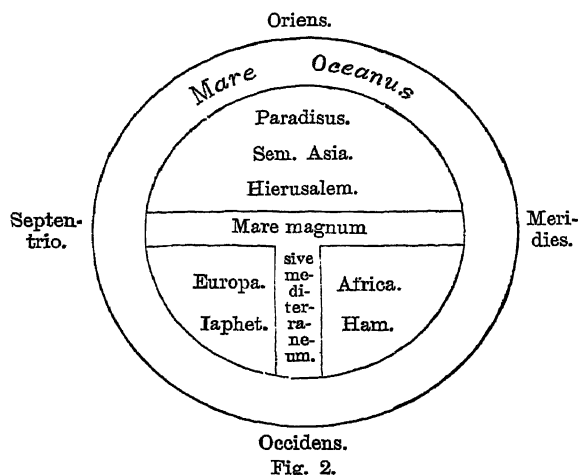 Oriens.
Mare Oceanus
Paradisus.
Sem. Asia.
Hierusalem.
Septen-
trio.
Mare magnum
Meri-
dies.
sive
me-
di-
ter-
ra-
ne-
um.
Europa.
Iaphet.
Africa.
Ham.
Occidens.
Fig. 2.